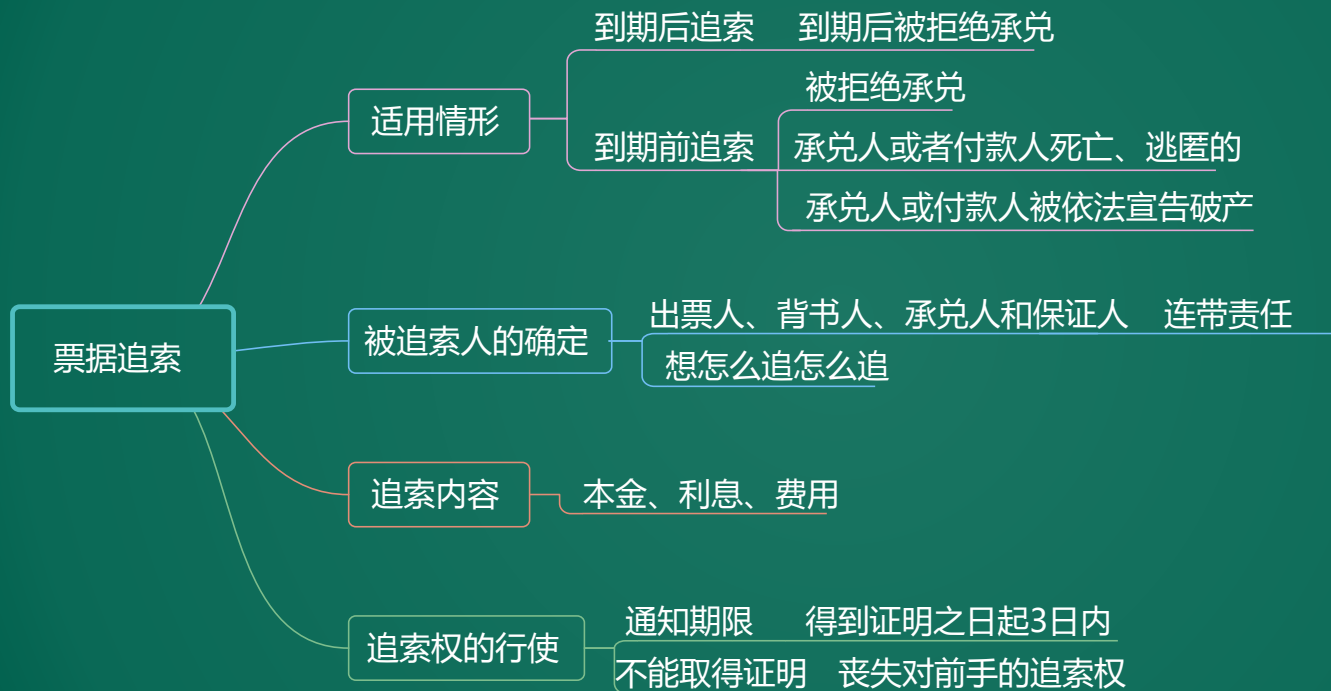 票据追索
适用情形
到期后追索 到期后被拒绝承兑
到期前追索
被拒绝承兑
承兑人或者付款人死亡、逃匿的
承兑人或付款人被依法宣告破产
被追索人的确定
出票人、背书人、承兑人和保证人 连带责任
想怎么追怎么追
追索内容
本金、利息、费用
追索权的行使
通知期限 得到证明之日起3日内
不能取得证明 丧失对前手的追索权